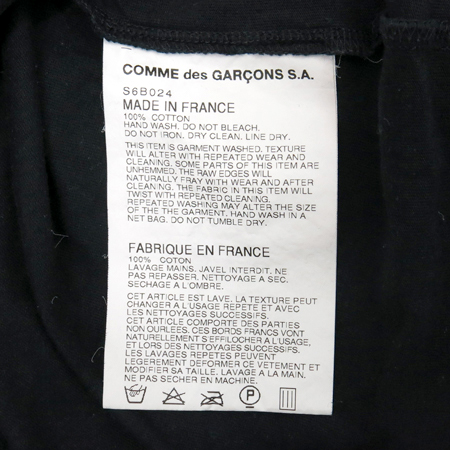 COMME des GARÇONS S.A.
S6B024
MADE IN FRANCE
100% COTTON
HAND WASH. DO NOT BLEACH.
DO NOT IRON. DRY CLEAN. LINE DRY.
THIS ITEM IS GARMENT WASHED. TEXTURE
WILL ALTER WITH REPEATED WEAR AND
CLEANING. SOME PARTS OF THIS ITEM ARE
UNHEMMED. THE RAW EDGES WILL
NATURALLY FRAY WITH WEAR AND AFTER
CLEANING. THE FABRIC IN THIS ITEM WILL
TWIST WITH REPEATED CLEANING.
REPEATED WASHING MAY ALTER THE SIZE
OF THE THE GARMENT. HAND WASH IN A
NET BAG. DO NOT TUMBLE DRY.
FABRIQUE EN FRANCE
100% COTON
LAVAGE MAINS. JAVEL INTERDIT. NE
PAS REPASSER. NETTOYAGE A SEC.
SECHAGE A L'OMBRE.
CET ARTICLE EST LAVE. LA TEXTURE PEUT
CHANGER A L'USAGE REPETE ET AVEC
LES NETTOYAGES SUCCESSIFS.
CET ARTICLE COMPORTE DES PARTIES
NON OURLEES. CES BORDS FRANCS VONT
NATURELLEMENT S'EFFILOCHER A L'USAGE,
ET LORS DES NETTOYAGES SUCCESSIFS.
LES LAVAGES REPETES PEUVENT
LEGEREMENT DEFORMER CE VETEMENT ET
MODIFIER SA TAILLE. LAVAGE A LA MAIN.
NE PAS SECHER EN MACHINE.
P